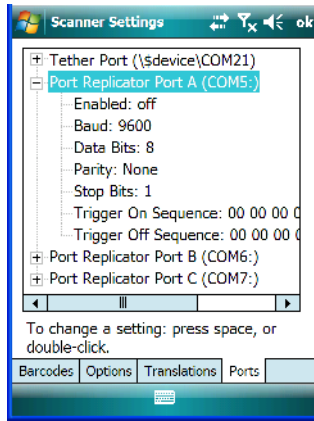 Scanner Settings ok
Tether Port (\$device\COM21)
Port Replicator Port A (COM5:)
Enabled: off
Baud: 9600
Data Bits: 8
Parity: None
Stop Bits: 1
Trigger On Sequence: 00 00 00 0
Trigger Off Sequence: 00 00 00 0
Port Replicator Port B (COM6:)
Port Replicator Port C (COM7:)
To change a setting: press space, or
double-click.
Barcodes Options Translations Ports